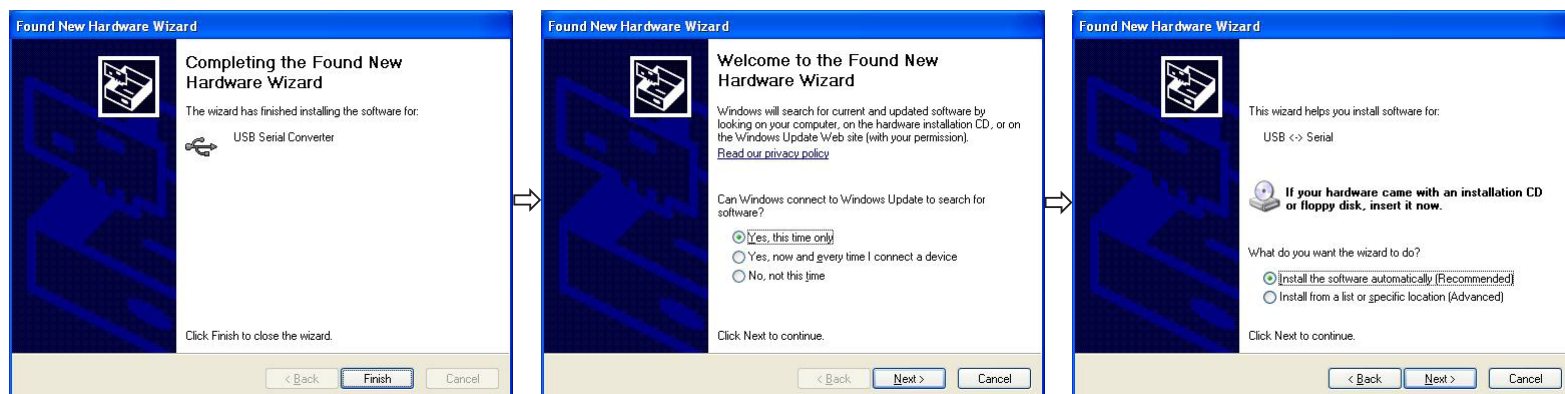 Found New Hardware Wizard
Completing the Found New
Hardware Wizard
The wizard has finished installing the software for:
USB Serial Converter
Click Finish to close the wizard.
< Back
Finish
Cancel
Found New Hardware Wizard
Welcome to the Found New
Hardware Wizard
Windows will search for current and updated software by
looking on your computer, on the hardware installation CD, or on
the Windows Update Web site (with your permission).
Read our privacy policy
Can Windows connect to Windows Update to search for
software?
Yes, this time only
Yes, now and every time I connect a device
No, not this time
Click Next to continue.
< Back
Next >
Cancel
Found New Hardware Wizard
This wizard helps you install software for:
USB <-> Serial
If your hardware came with an installation CD
or floppy disk, insert it now.
What do you want the wizard to do?
Install the software automatically (Recommended)
Install from a list or specific location (Advanced)
Click Next to continue.
< Back
Next >
Cancel